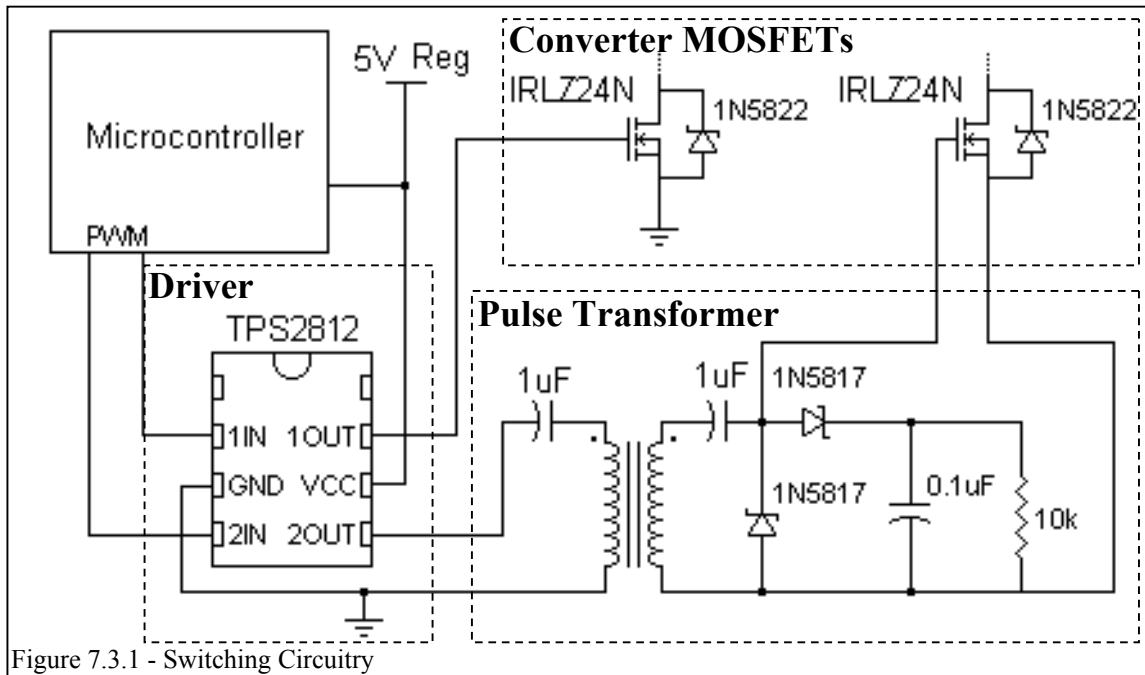 Converter MOSFETs
5V Reg
IRLZ24N
1N5822
IRLZ24N
1N5822
Microcontroller
PWM
Driver
TPS2812
1IN
1OUT
GND
VCC
2IN
2OUT
Pulse Transformer
1uF
1uF
1N5817
1N5817
0.1uF
10k
Figure 7.3.1 - Switching Circuitry